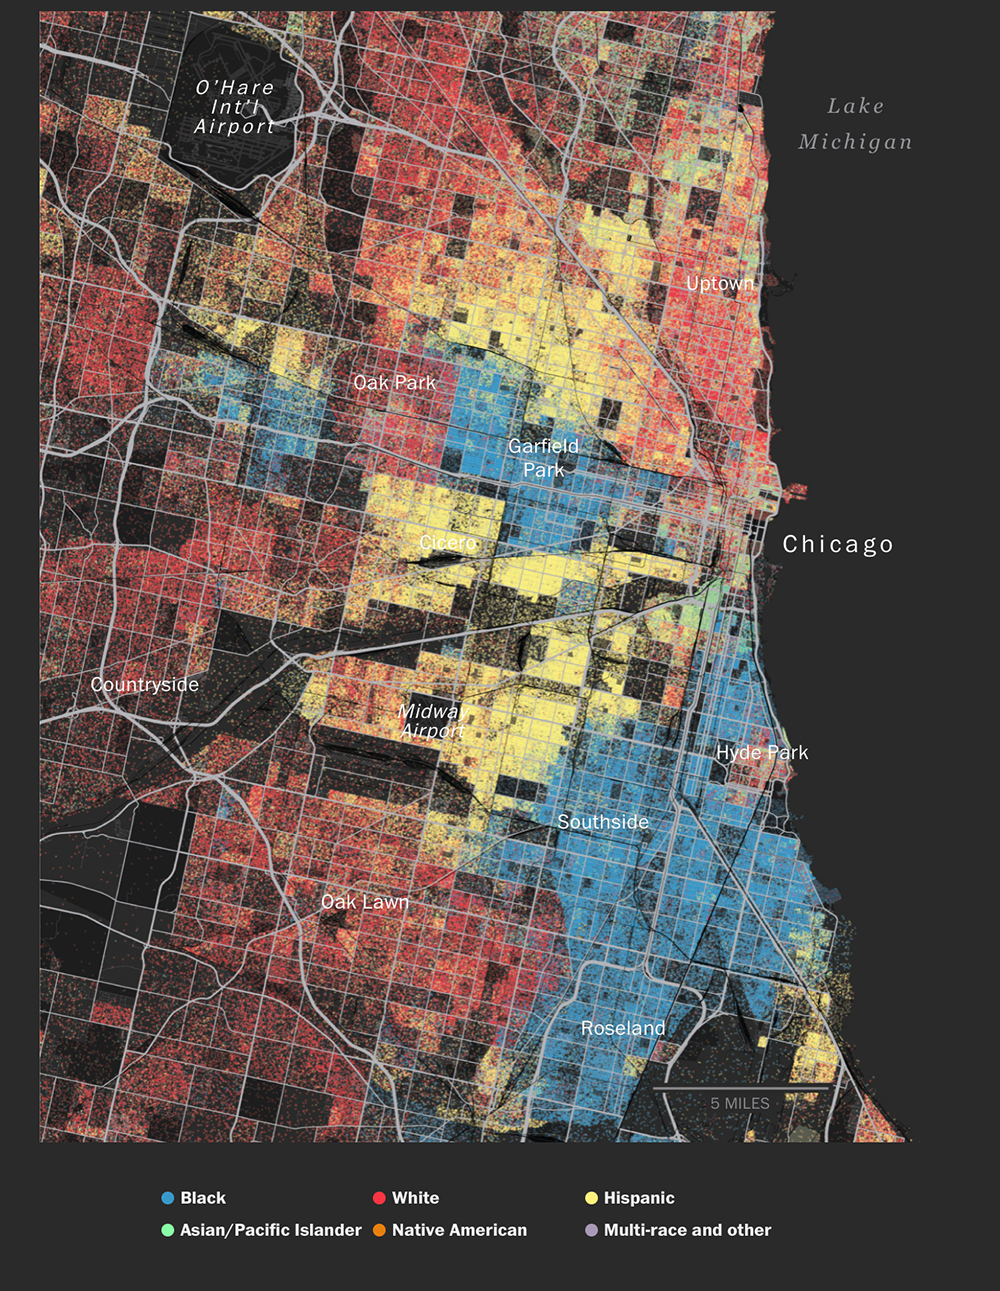 O'Hare
Int'l
Airport
Lake
Michigan
Uptown
Oak Park
Garfield
Park
Cicero
Chicago
Countryside
Midway
Airport
Hyde Park
Southside
Oak Lawn
Roseland
5 MILES
Black
White
Hispanic
Asian/Pacific Islander
Native American
Multi-race and other